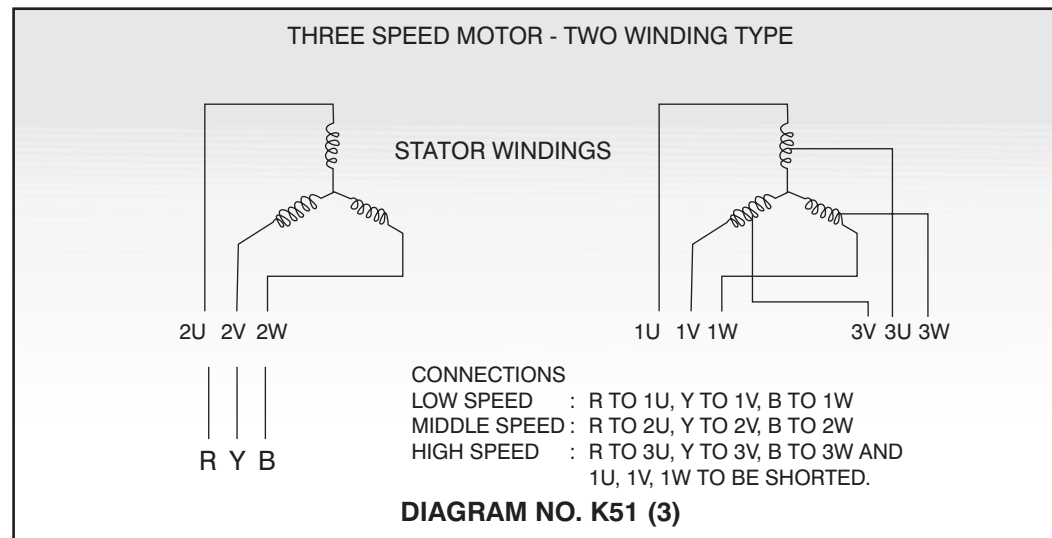 THREE SPEED MOTOR - TWO WINDING TYPE
STATOR WINDINGS
2U 2V 2W
1U 1V 1W 3V 3U 3W
R Y B
CONNECTIONS
LOW SPEED : R TO 1U, Y TO 1V, B TO 1W
MIDDLE SPEED : R TO 2U, Y TO 2V, B TO 2W
HIGH SPEED : R TO 3U, Y TO 3V, B TO 3W AND
1U, 1V, 1W TO BE SHORTED.
DIAGRAM NO. K51 (3)